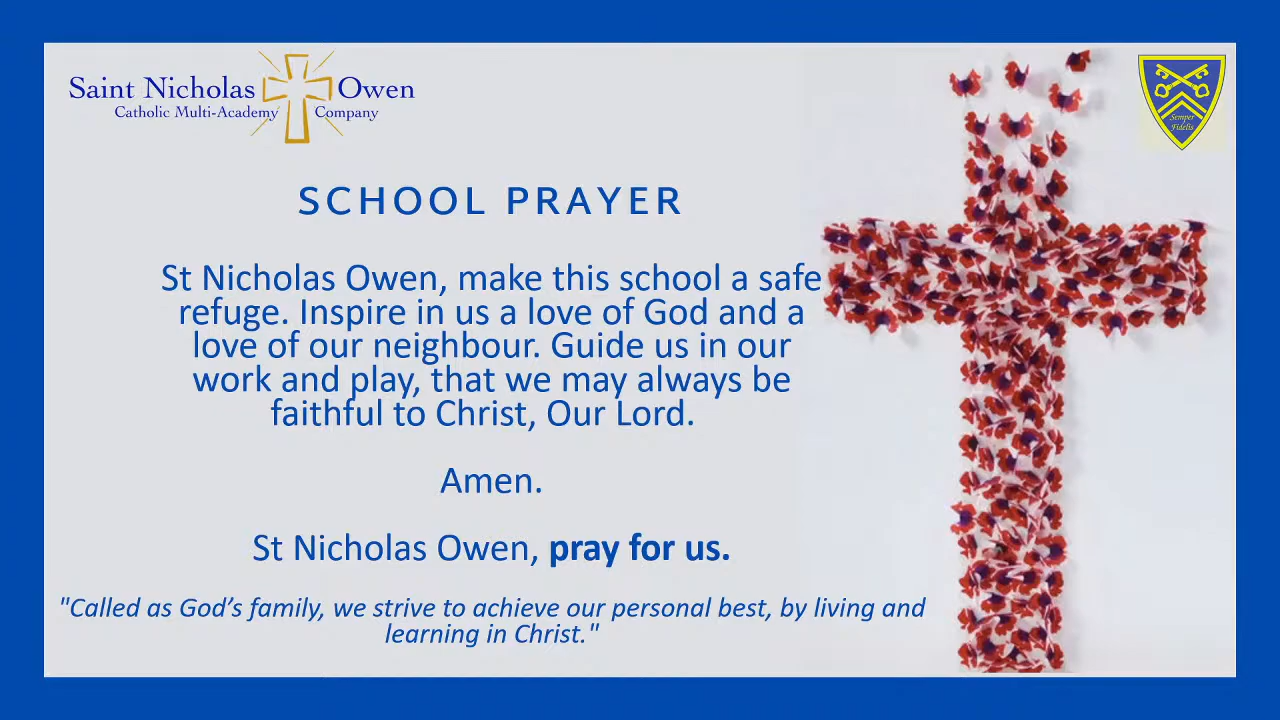 Saint Nicholas Owen
Catholic Multi-Academy Company
Semper
Fidelis
SCHOOL PRAYER
St Nicholas Owen, make this school a safe
refuge. Inspire in us a love of God and a
love of our neighbour. Guide us in our
work and play, that we may always be
faithful to Christ, Our Lord.
Amen.
St Nicholas Owen, pray for us.
"Called as God’s family, we strive to achieve our personal best, by living and
learning in Christ."